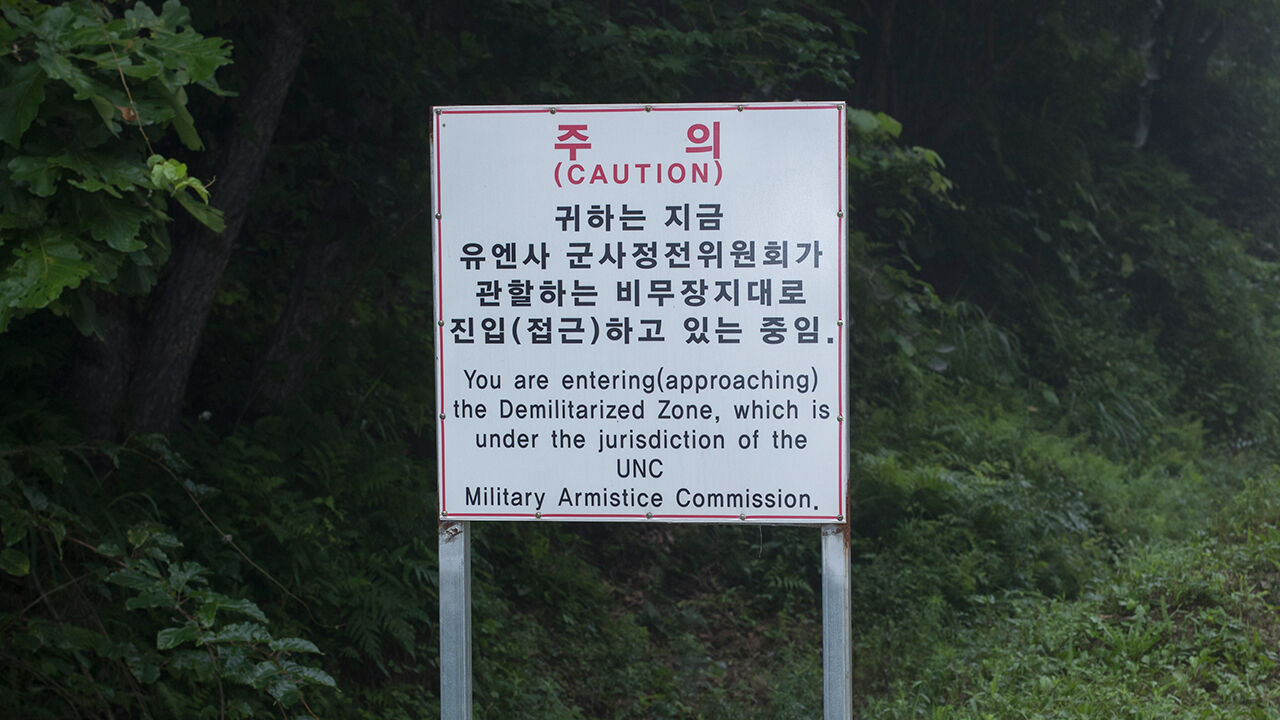 주 의
(CAUTION)
귀하는 지금
유엔사 군사정전위원회가
관할하는 비무장지대로
진입(접근)하고 있는 중임.
You are entering(approaching)
the Demilitarized Zone, which is
under the jurisdiction of the
UNC
Military Armistice Commission.